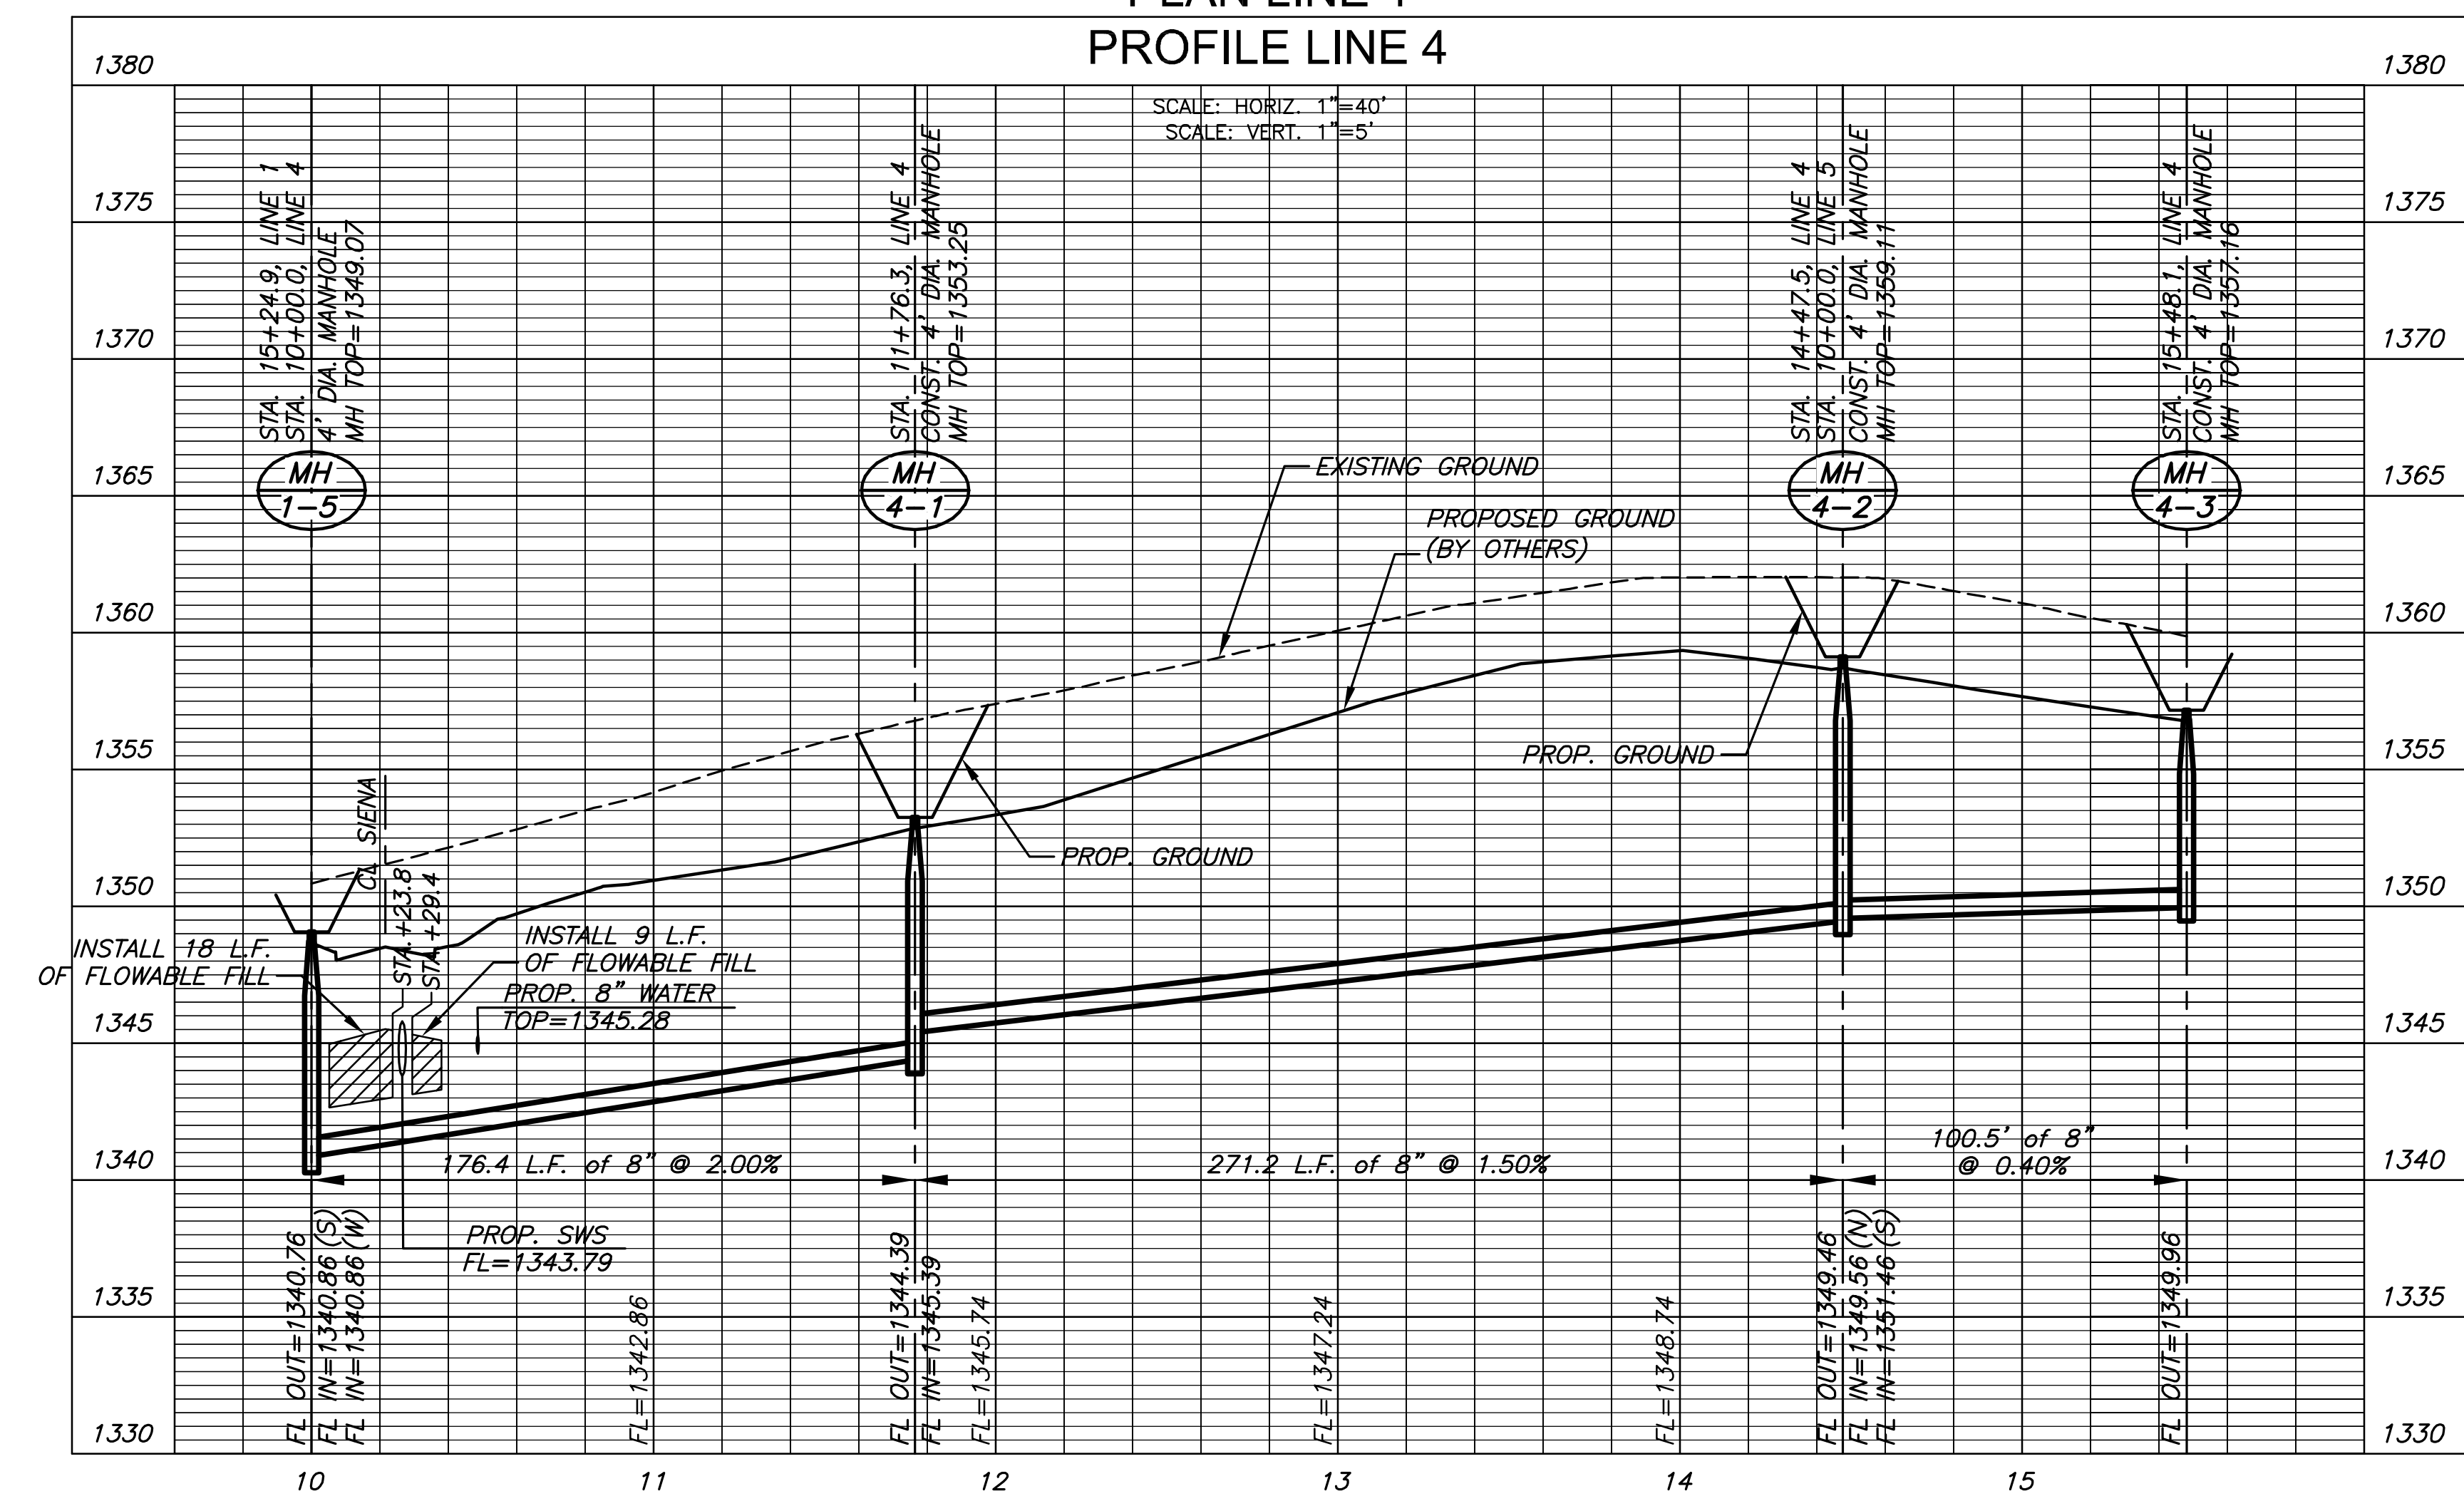 PROFILE LINE 4
SCALE: HORIZ. 1"=40'
SCALE: VERT. 1"=5'
1380
1380
1375
1375
1370
1370
1365
1365
1360
1360
1355
1355
1350
1350
1345
1345
1340
1340
1335
1335
1330
1330
STA. 15+24.9, LINE 1
STA. 10+00.0, LINE 4
4' DIA. MANHOLE
MH TOP=1349.07
MH
1-5
STA. 11+76.3, LINE 4
CONST. 4' DIA. MANHOLE
MH TOP=1353.25
MH
4-1
STA. 14+47.5, LINE 4
STA. 10+00.0, LINE 5
CONST. 4' DIA. MANHOLE
MH TOP=1359.11
MH
4-2
STA. 15+48.1, LINE 4
CONST. 4' DIA. MANHOLE
MH TOP=1357.16
MH
4-3
EXISTING GROUND
PROPOSED GROUND
(BY OTHERS)
PROP. GROUND
PROP. GROUND
CL SIENA
STA.+23.8
STA.+29.4
INSTALL 18 L.F.
OF FLOWABLE FILL
INSTALL 9 L.F.
OF FLOWABLE FILL
PROP. 8" WATER
TOP=1345.28
176.4 L.F. of 8" @ 2.00%
271.2 L.F. of 8" @ 1.50%
100.5' of 8"
@ 0.40%
PROP. SWS
FL=1343.79
FL OUT=1340.76
FL IN=1340.86 (S)
FL IN=1340.86 (W)
FL=1342.86
FL OUT=1344.39
FL IN=1345.39
FL=1345.74
FL=1347.24
FL=1348.74
FL OUT=1349.46
FL IN=1349.56 (N)
FL IN=1351.46 (S)
FL OUT=1349.96
10
11
12
13
14
15